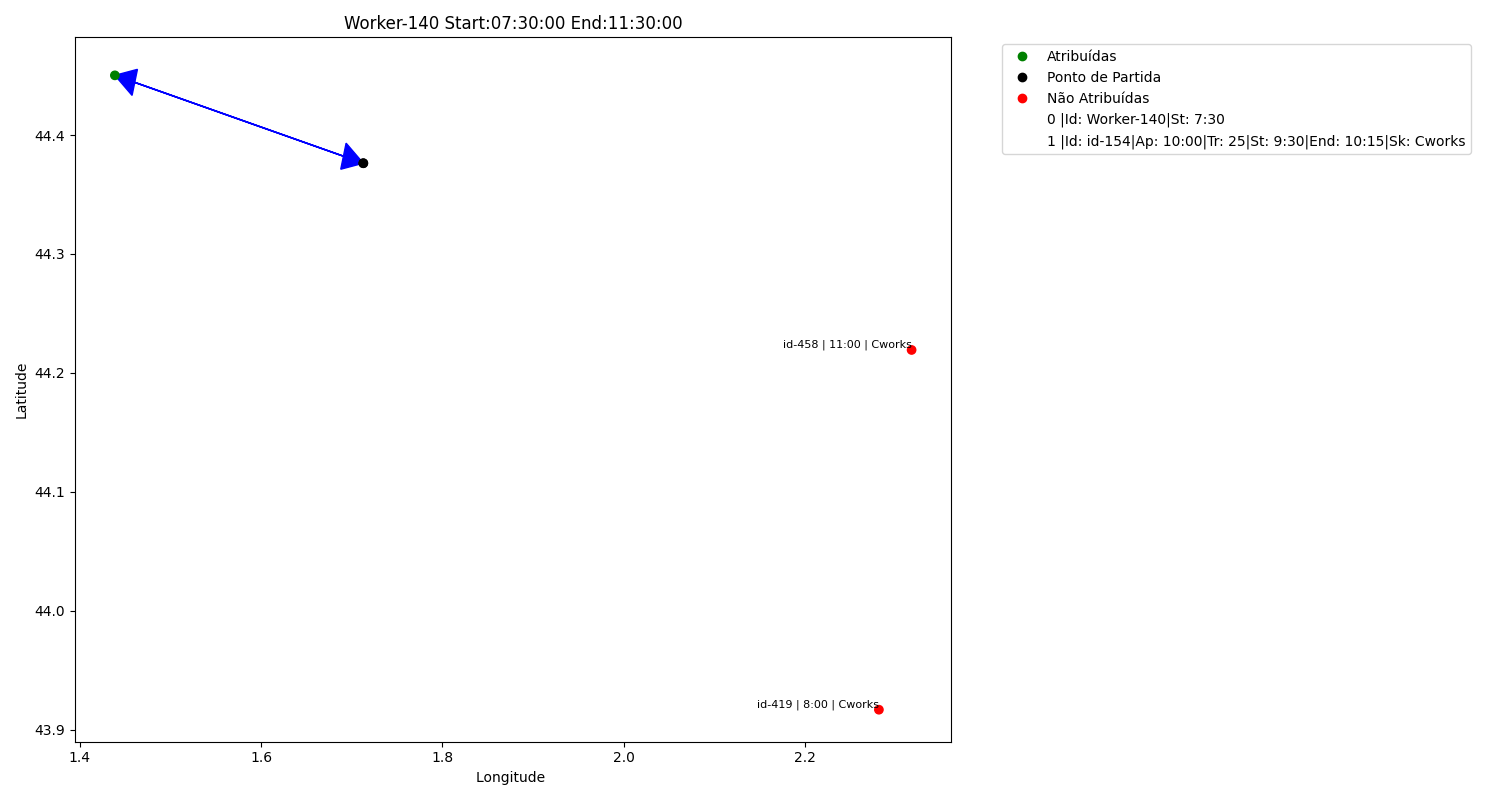 Worker-140 Start:07:30:00 End:11:30:00
Atribuídas
Ponto de Partida
Não Atribuídas
0 |Id: Worker-140|St: 7:30
1 |Id: id-154|Ap: 10:00|Tr: 25|St: 9:30|End: 10:15|Sk: Cworks
Latitude
44.4
44.3
44.2
44.1
44.0
43.9
id-458 | 11:00 | Cworks
id-419 | 8:00 | Cworks
1.4
1.6
1.8
2.0
2.2
Longitude